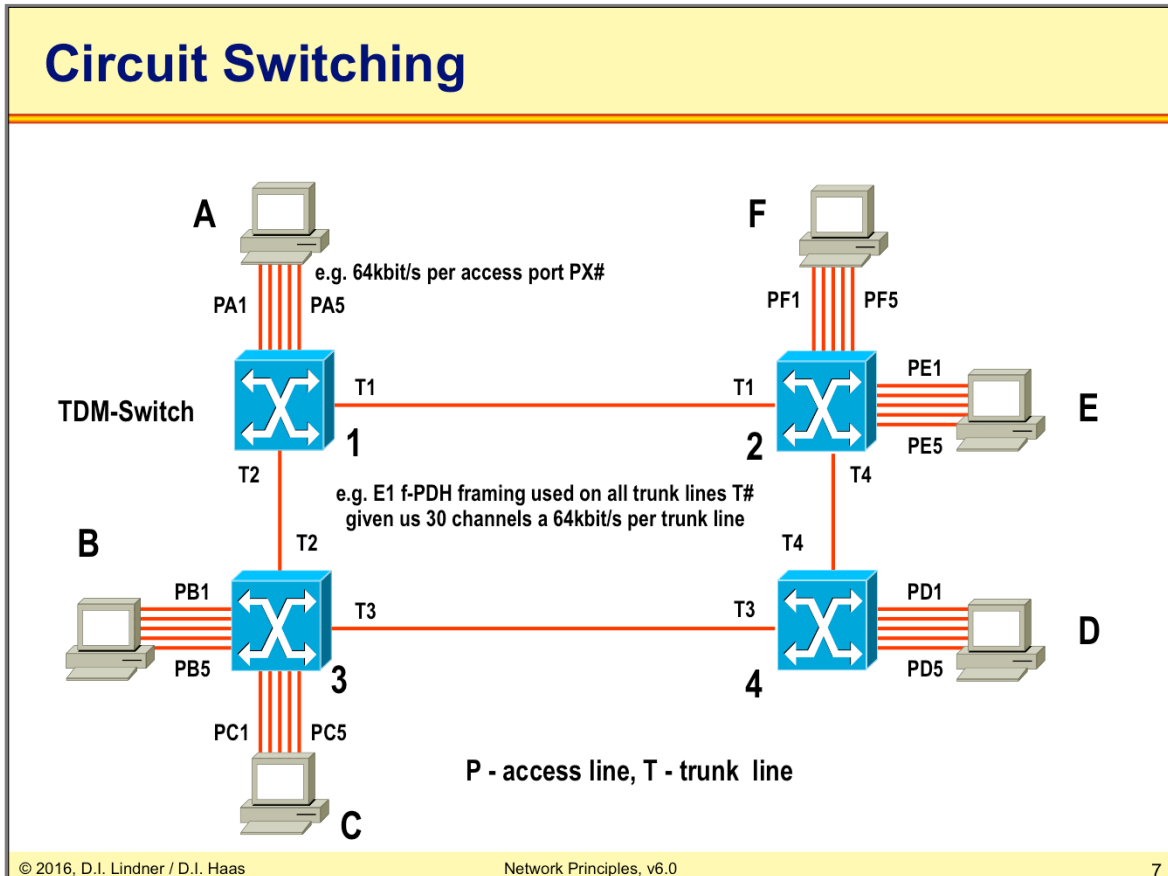 Circuit Switching
A
F
e.g. 64kbit/s per access port PX#
PA1
PA5
PF1
PF5
PE1
T1
T1
TDM-Switch
E
1
2
PE5
T2
T4
e.g. E1 f-PDH framing used on all trunk lines T#
given us 30 channels a 64kbit/s per trunk line
B
T2
T4
PB1
PD1
T3
T3
D
PB5
PD5
3
4
PC1
PC5
P - access line, T - trunk line
C
© 2016, D.I. Lindner / D.I. Haas
Network Principles, v6.0
7